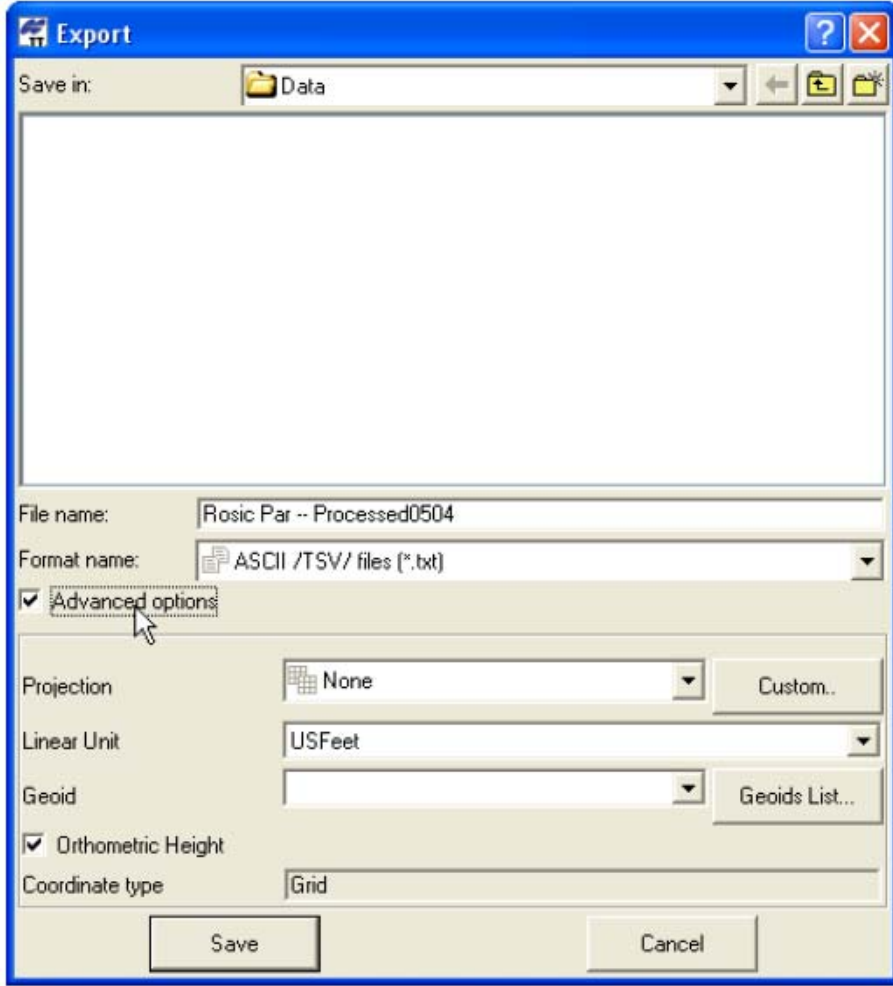 Export
Save in: Data
File name: Rosic Par -- Processed0504
Format name: ASCII /TSV/ files (*.txt)
Advanced options
Projection None Custom..
Linear Unit USFeet
Geoid Geoids List...
Orthometric Height
Coordinate type Grid
Save Cancel